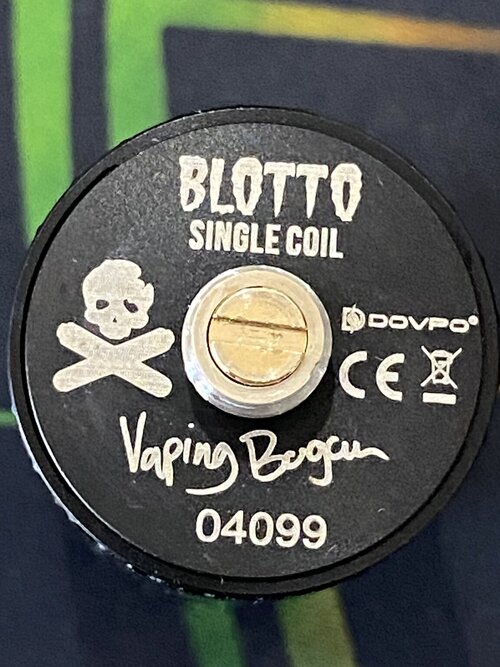 BLOTTO
SINGLE COIL
DOVPO®
CE
Vaping Bogan
04099